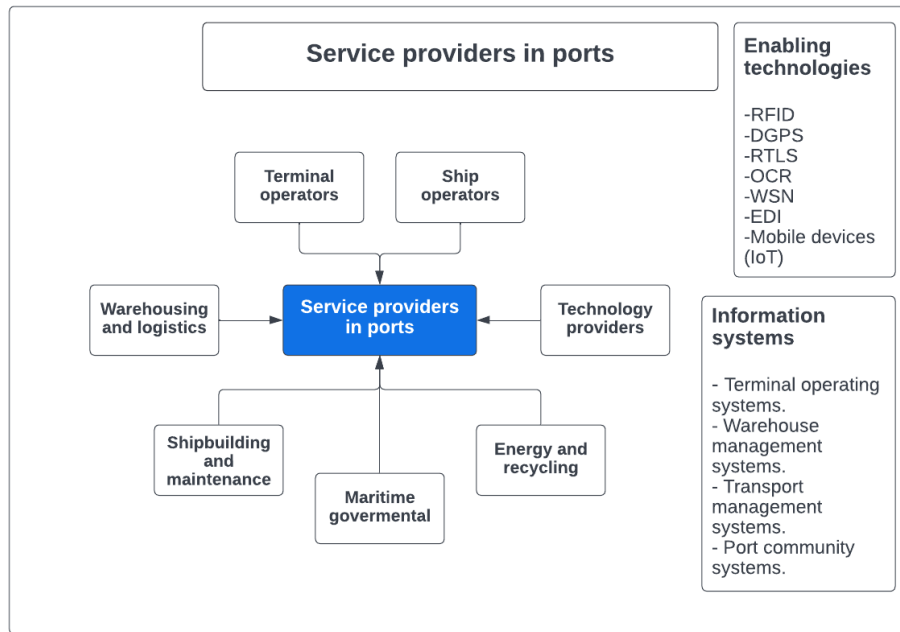 Service providers in ports
Enabling
technologies
-RFID
-DGPS
-RTLS
-OCR
-WSN
-EDI
-Mobile devices
(IoT)
Terminal
operators
Ship
operators
Warehousing
and logistics
Service providers
in ports
Technology
providers
Shipbuilding
and
maintenance
Maritime
govermental
Energy and
recycling
Information
systems
- Terminal operating
systems.
- Warehouse
management
systems.
- Transport
management
systems.
- Port community
systems.